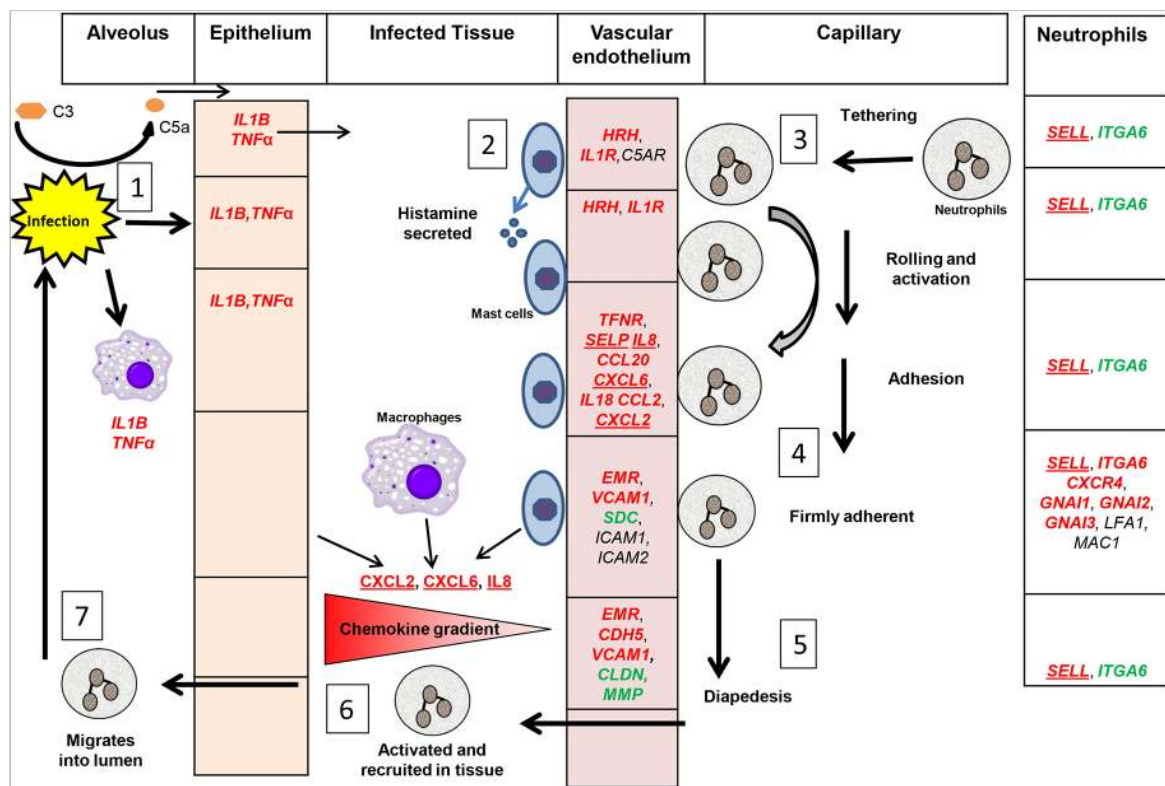 Alveolus
Epithelium
Infected Tissue
Vascular
endothelium
Capillary
Neutrophils
C3
C5a
1
Infection
IL1B
TNFα
IL1B
TNFα
IL1B,TNFα
IL1B,TNFα
2
Histamine
secreted
Mast cells
Macrophages
CXCL2, CXCL6, IL8
Chemokine gradient
HRH,
IL1R,C5AR
HRH, IL1R
TFNR,
SELP IL8,
CCL20
CXCL6,
IL18 CCL2,
CXCL2
EMR,
VCAM1,
SDC,
ICAM1,
ICAM2
EMR,
CDH5,
VCAM1,
CLDN,
MMP
3
Tethering
Neutrophils
Rolling and
activation
Adhesion
4
Firmly adherent
5
Diapedesis
6
Activated and
recruited in tissue
7
Migrates
into lumen
SELL, ITGA6
SELL, ITGA6
SELL, ITGA6
SELL, ITGA6
CXCR4,
GNAI1, GNAI2,
GNAI3, LFA1,
MAC1
SELL, ITGA6